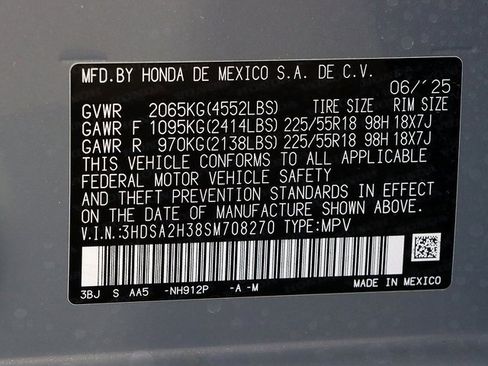 MFD.BY HONDA DE MEXICO S.A. DE C.V.
06/'25
GVWR 2065KG(4552LBS) TIRE SIZE RIM SIZE
GAWR F 1095KG(2414LBS) 225/55R18 98H 18X7J
GAWR R 970KG(2138LBS) 225/55R18 98H 18X7J
THIS VEHICLE CONFORMS TO ALL APPLICABLE
FEDERAL MOTOR VEHICLE SAFETY
AND THEFT PREVENTION STANDARDS IN EFFECT
ON THE DATE OF MANUFACTURE SHOWN ABOVE.
V.I.N.:3HDSA2H38SM708270 TYPE:MPV
3BJ S AA5 -NH912P -A -M
MADE IN MEXICO